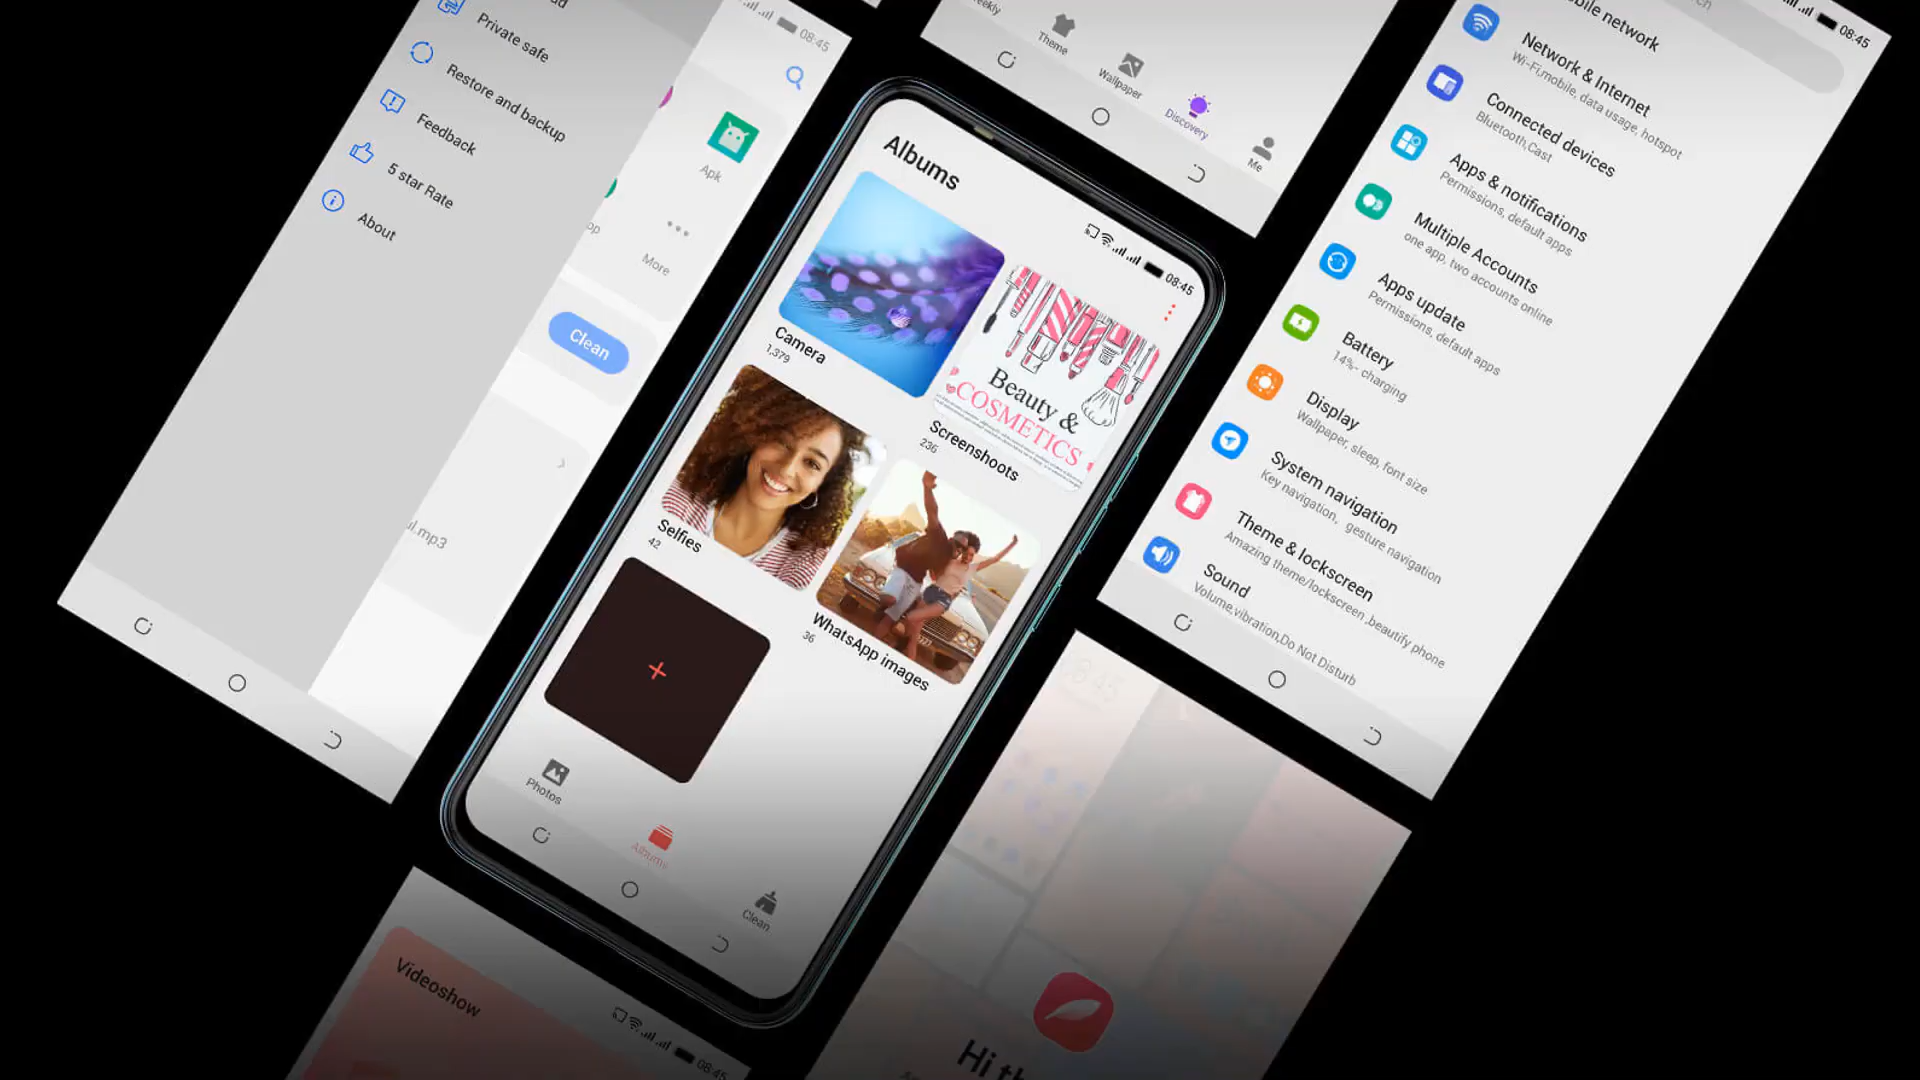 Private safe
Restore and backup
Feedback
5 star Rate
About
08:45
Apk
More
Clean
ul.mp3
Theme
Wallpaper
Discovery
Me
Albums
08:45
Camera
1,379
Beauty &
COSMETICS
Screenshoots
236
Selfies
42
WhatsApp images
36
Photos
Albums
Clean
08:45
Network & Internet
Wi-Fi,mobile, data usage, hotspot
Connected devices
Bluetooth,Cast
Apps & notifications
Permissions, default apps
Multiple Accounts
one app, two accounts online
Apps update
Permissions, default apps
Battery
14%- charging
Display
Wallpaper, sleep, font size
System navigation
Key navigation, gesture navigation
Theme & lockscreen
Amazing theme/lockscreen ,beautify phone
Sound
Volume,vibration,Do Not Disturb
Videoshow
08:45
08:45
Hi